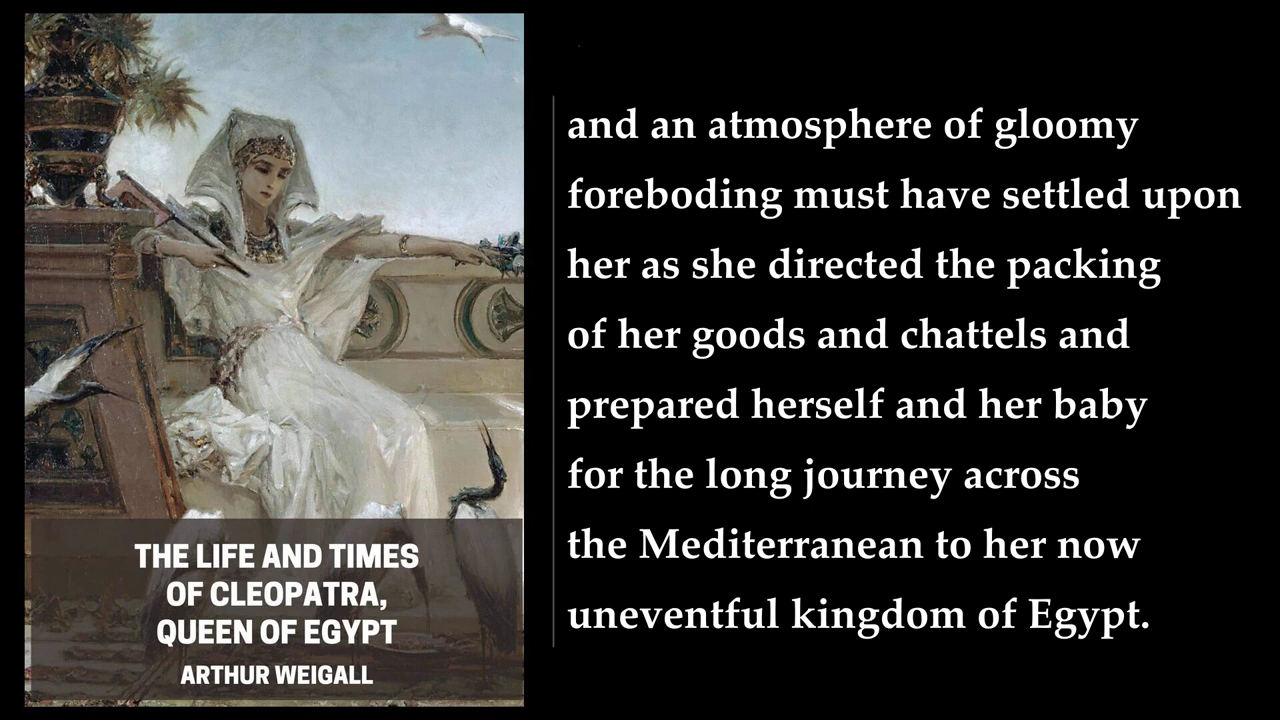 THE LIFE AND TIMES
OF CLEOPATRA,
QUEEN OF EGYPT
ARTHUR WEIGALL
and an atmosphere of gloomy
foreboding must have settled upon
her as she directed the packing
of her goods and chattels and
prepared herself and her baby
for the long journey across
the Mediterranean to her now
uneventful kingdom of Egypt.